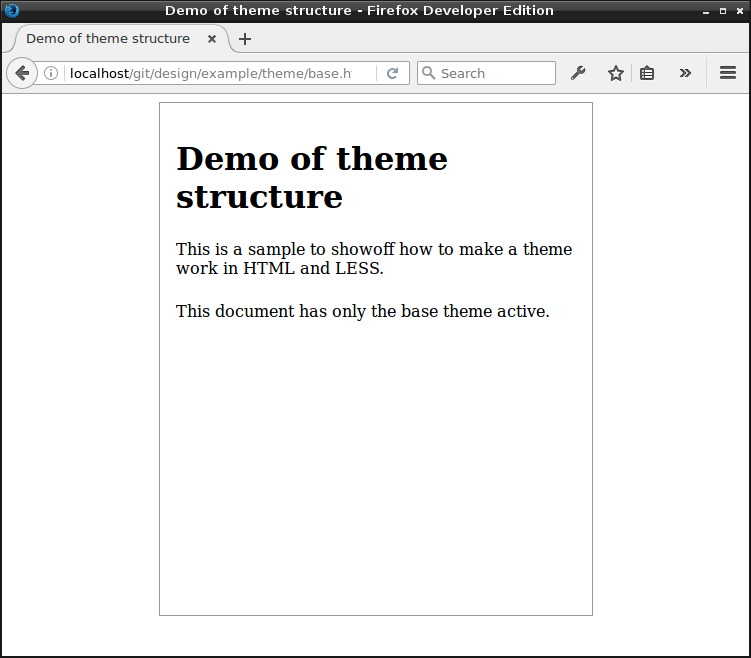 Demo of theme structure - Firefox Developer Edition
Demo of theme structure
localhost/git/design/example/theme/base.h
Search
Demo of theme
structure
This is a sample to showoff how to make a theme
work in HTML and LESS.
This document has only the base theme active.